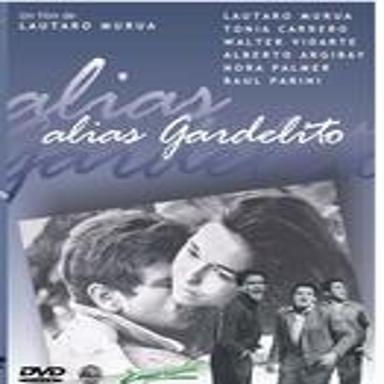 Un film de
LAUTARO MURUA
LAUTARO MURUA
TONIA CARRERO
WALTER VIDARTE
ALBERTO ARGIBAY
NORA PALMER
RAUL PARINI
alias
alias Gardelito
DVD